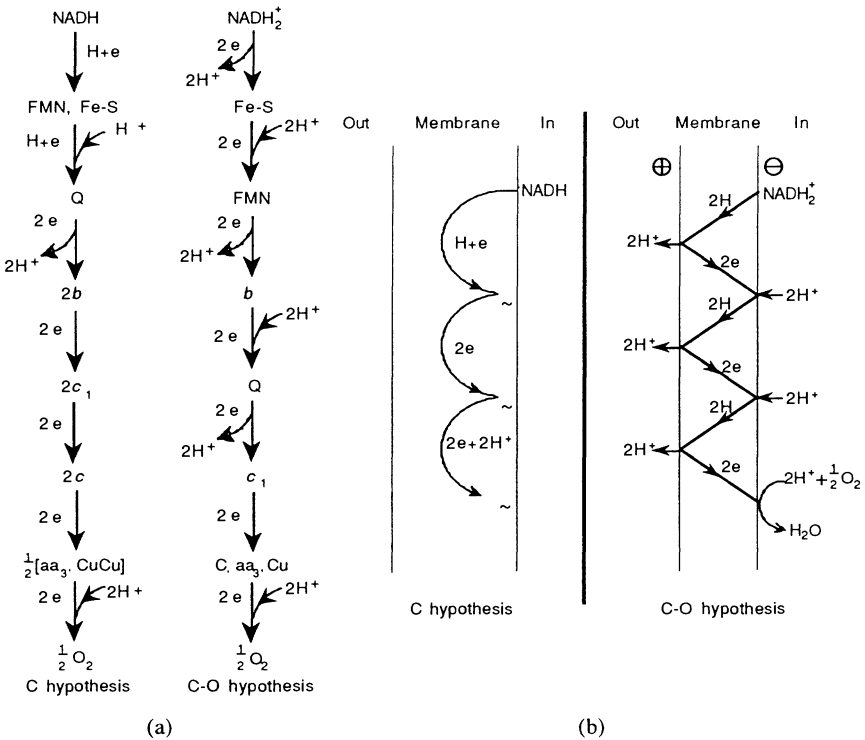 NADH
H+e
FMN, Fe-S
H+e
H +
Q
2 e
2H+
2b
2 e
2c 1
2 e
2c
2 e
½[aa3, CuCu]
2 e
2H+
½O2
C hypothesis
NADH2+
2 e
2H+
Fe-S
2 e
2H+
FMN
2 e
2H+
b
2 e
2H+
Q
2 e
2H+
c 1
2 e
C, aa3, Cu
2 e
2H+
½O2
C-O hypothesis
(a)
Out Membrane In
NADH
H+e
~
2e
~
2e+2H+
~
C hypothesis
Out Membrane In
⊕ ⊖
NADH2+
2H
2H+
2e
2H+
2H
2H+
2e
2H+
2H
2H+
2e
2H++½O2
H2O
C-O hypothesis
(b)